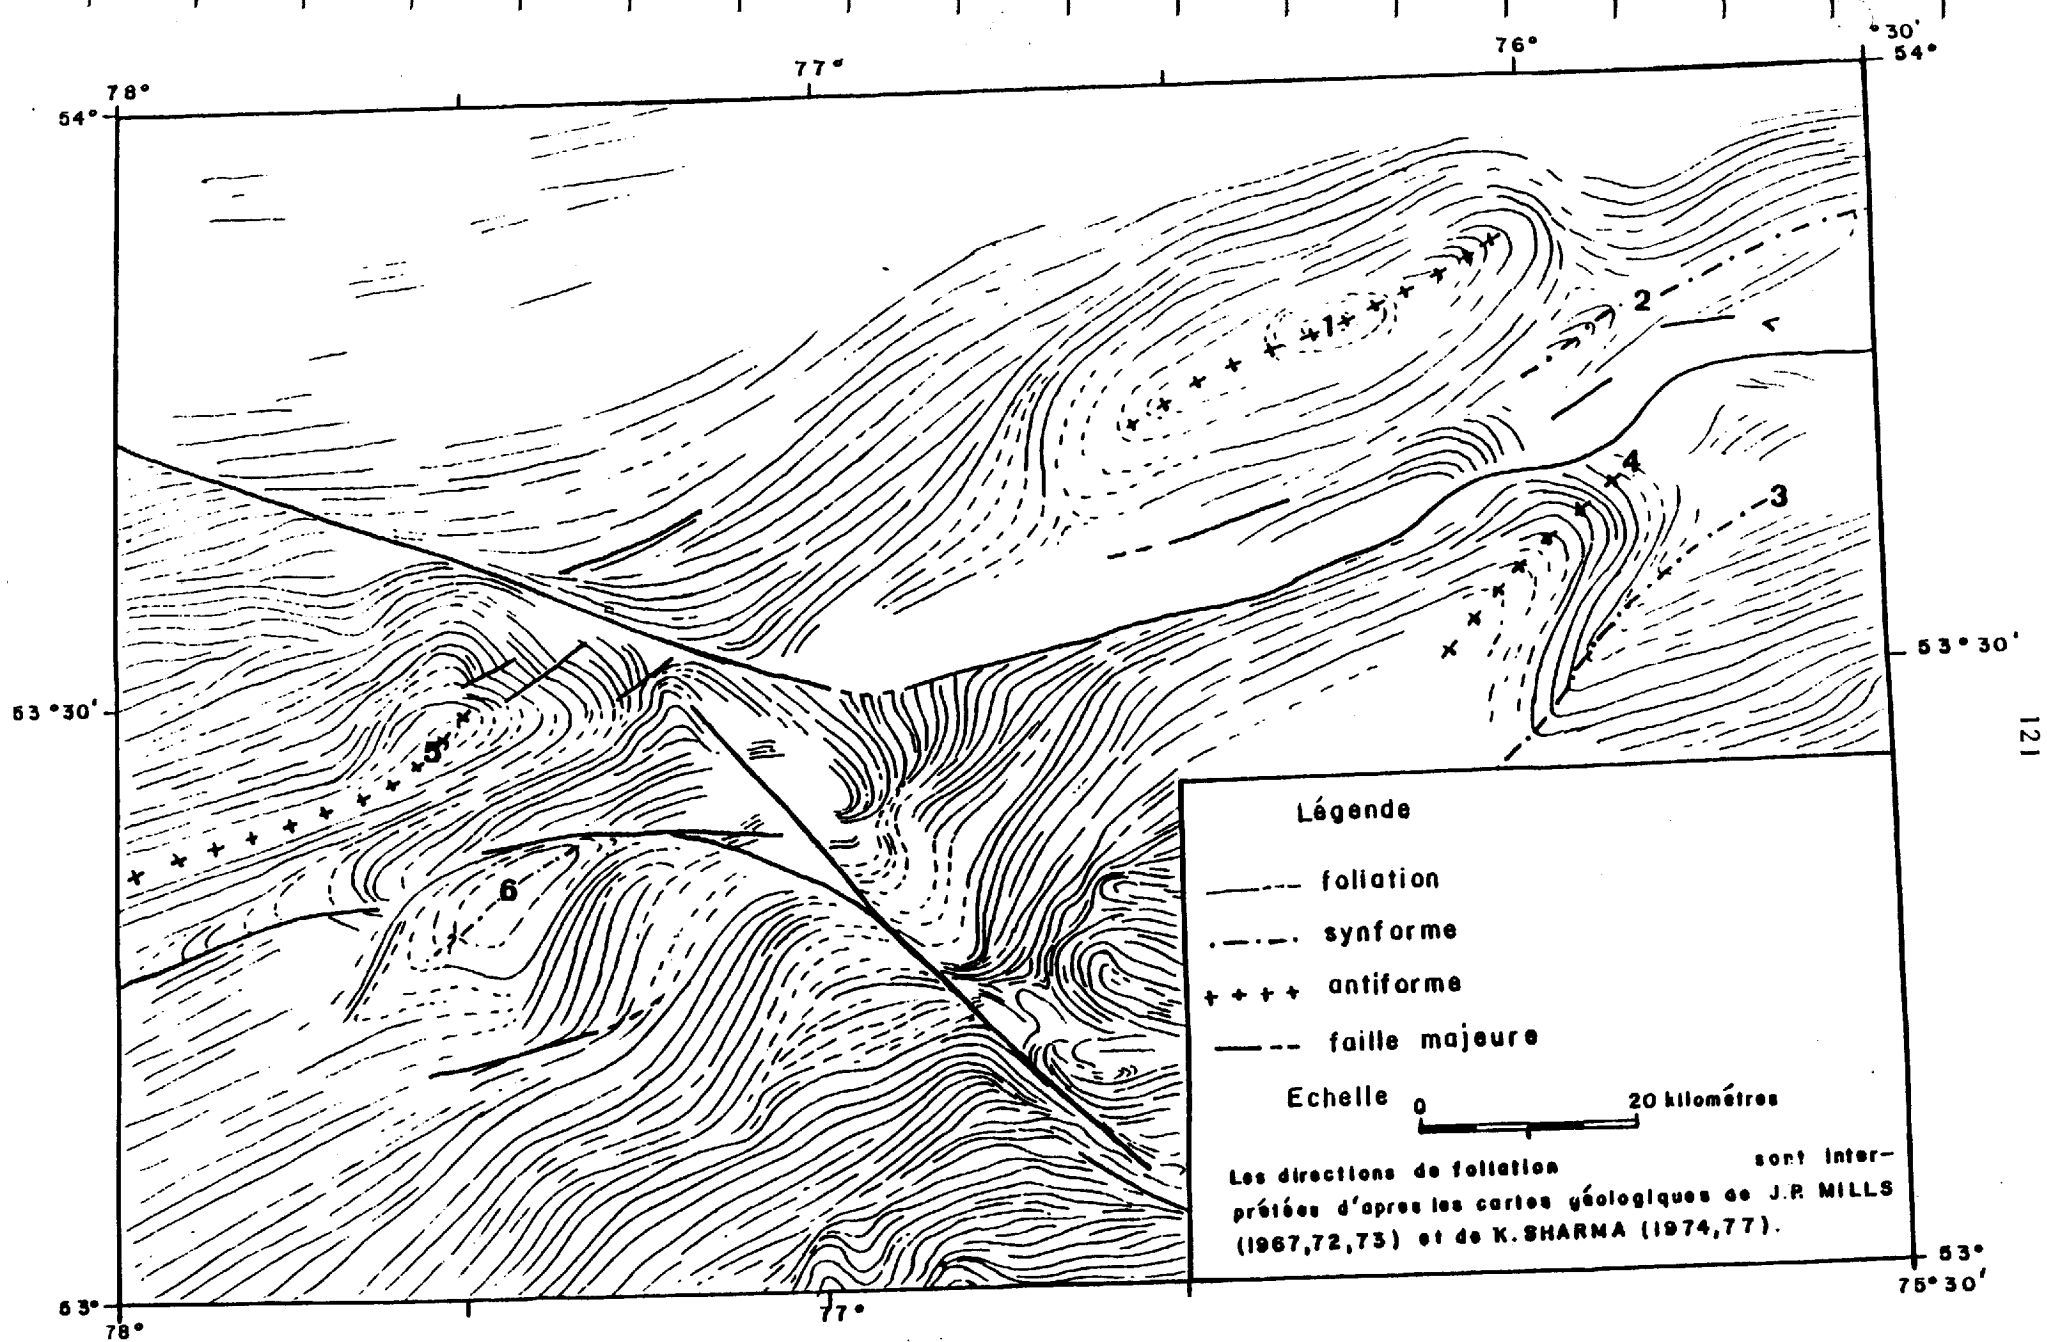 °30'
76°
54°
77°
78°
54°
1
2
4
3
53°30'
53°30'
5
121
6
Légende
foliation
synforme
antiforme
faille majeure
Echelle 0 20 kilométres
Les directions de foliation sont inter-
prétées d'apres les cartes géologiques de J.P. MILLS
(1967,72,73) et de K. SHARMA (1974,77).
53°
75°30'
53°
77°
78°